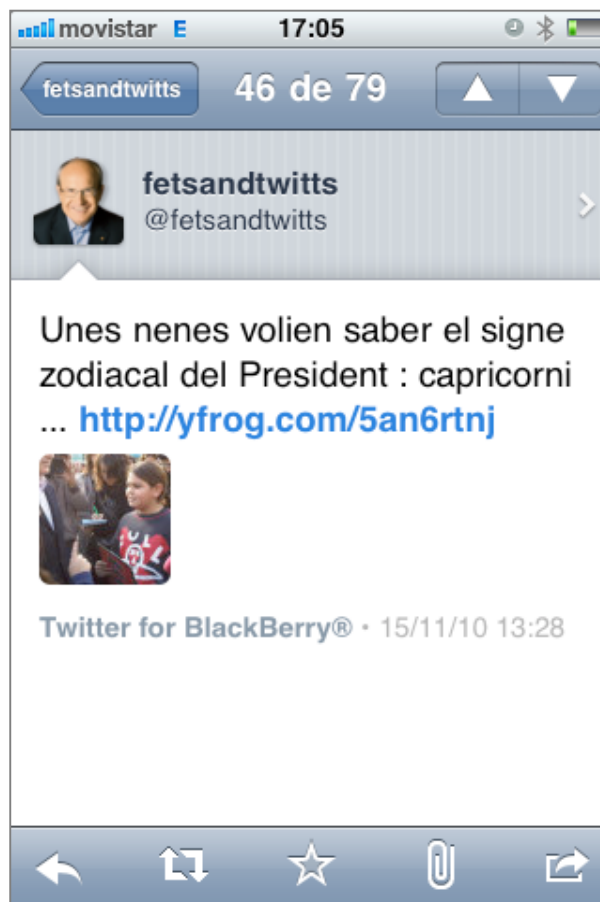 movistar E 17:05
fetsandtwitts 46 de 79
fetsandtwitts
@fetsandtwitts
Unes nenes volien saber el signe
zodiacal del President : capricorni
... http://yfrog.com/5an6rtnj
Twitter for BlackBerry® • 15/11/10 13:28